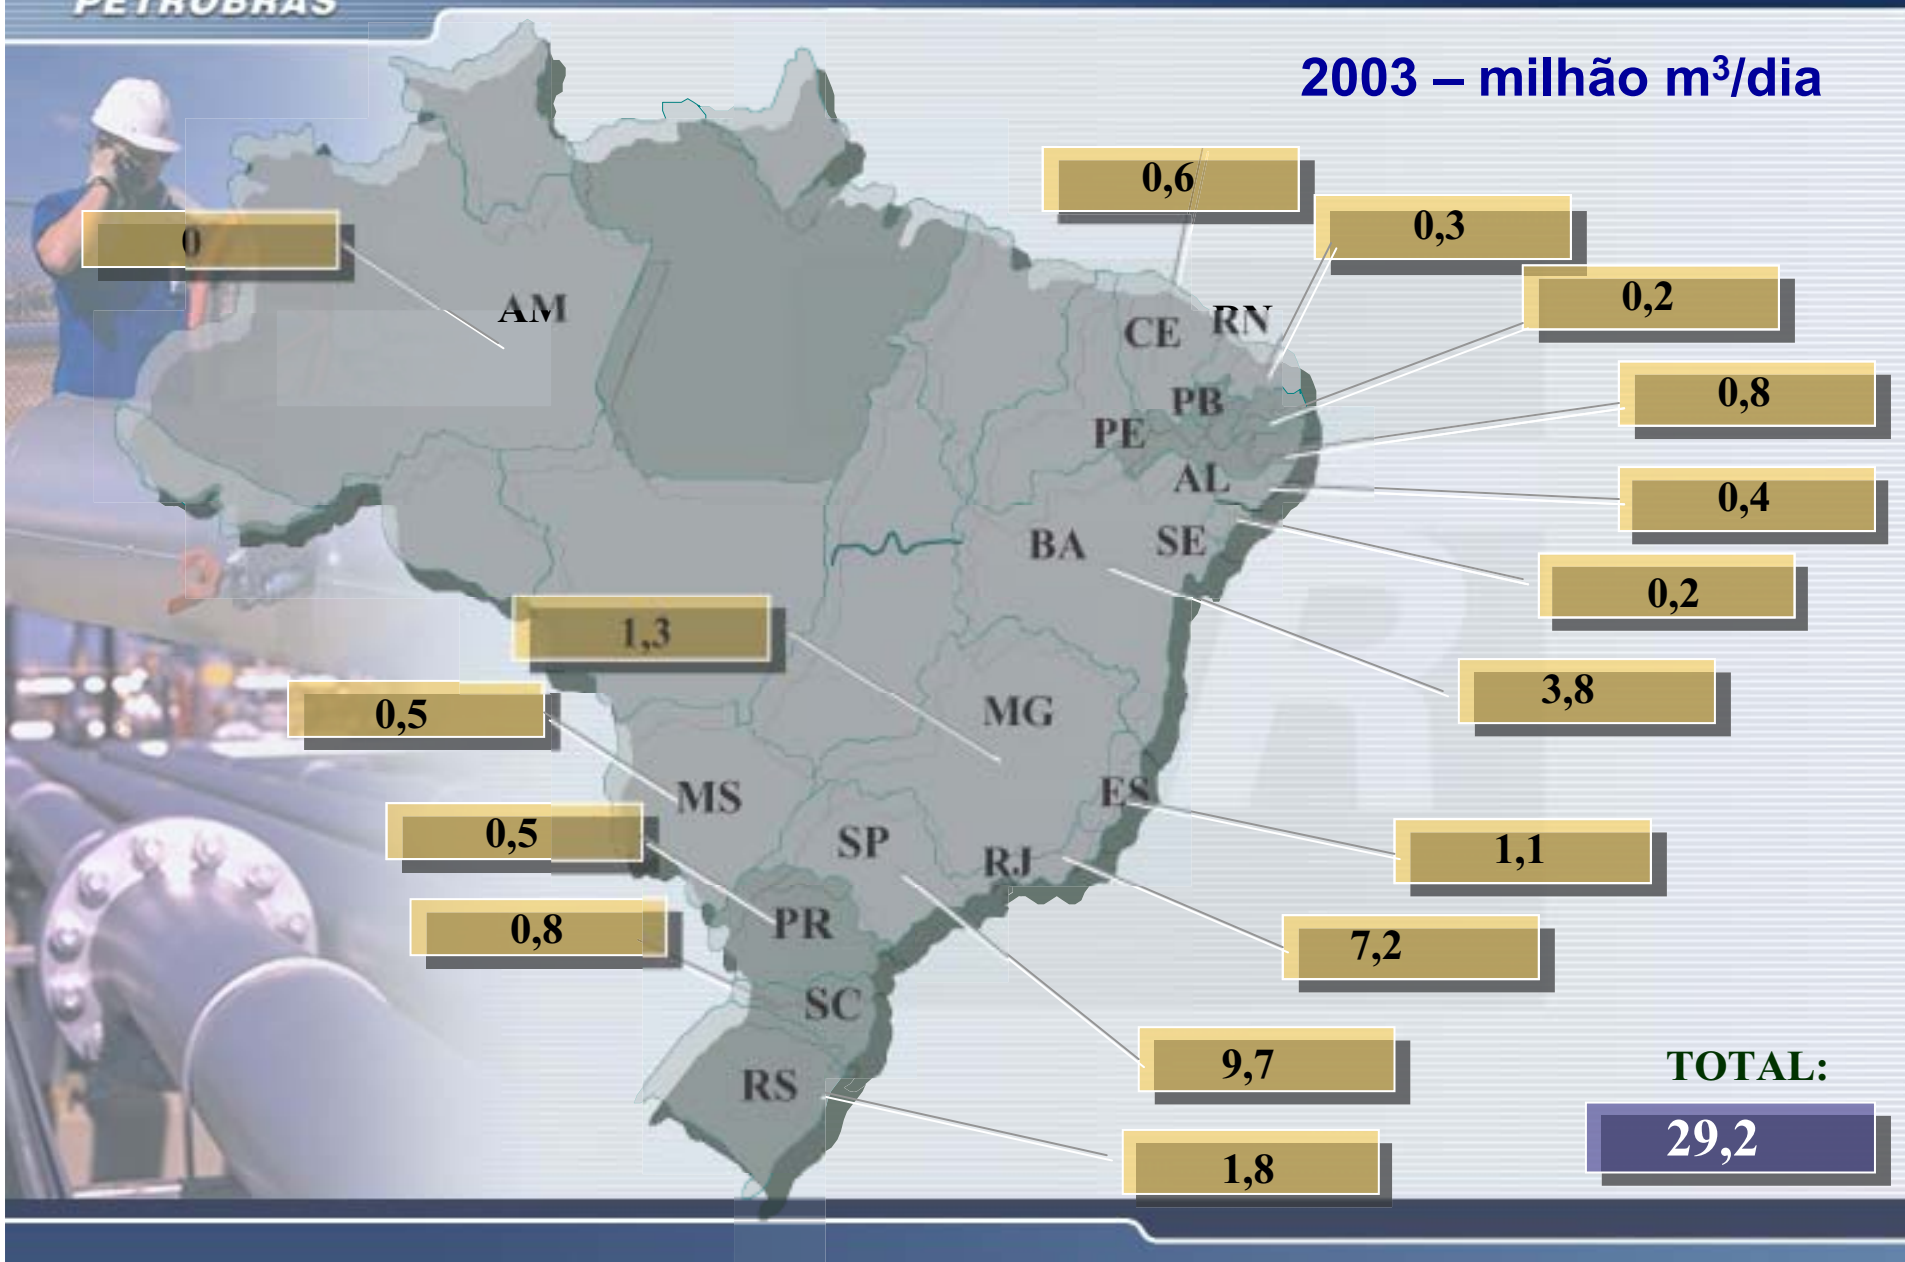 PETROBRAS
2003 – milhão m³/dia
0,6
0,3
0
0,2
AM
CE
RN
0,8
PB
PE
AL
0,4
BA
SE
0,2
1,3
3,8
0,5
MG
MS
ES
0,5
SP
RJ
1,1
PR
0,8
7,2
SC
9,7
TOTAL:
RS
29,2
1,8